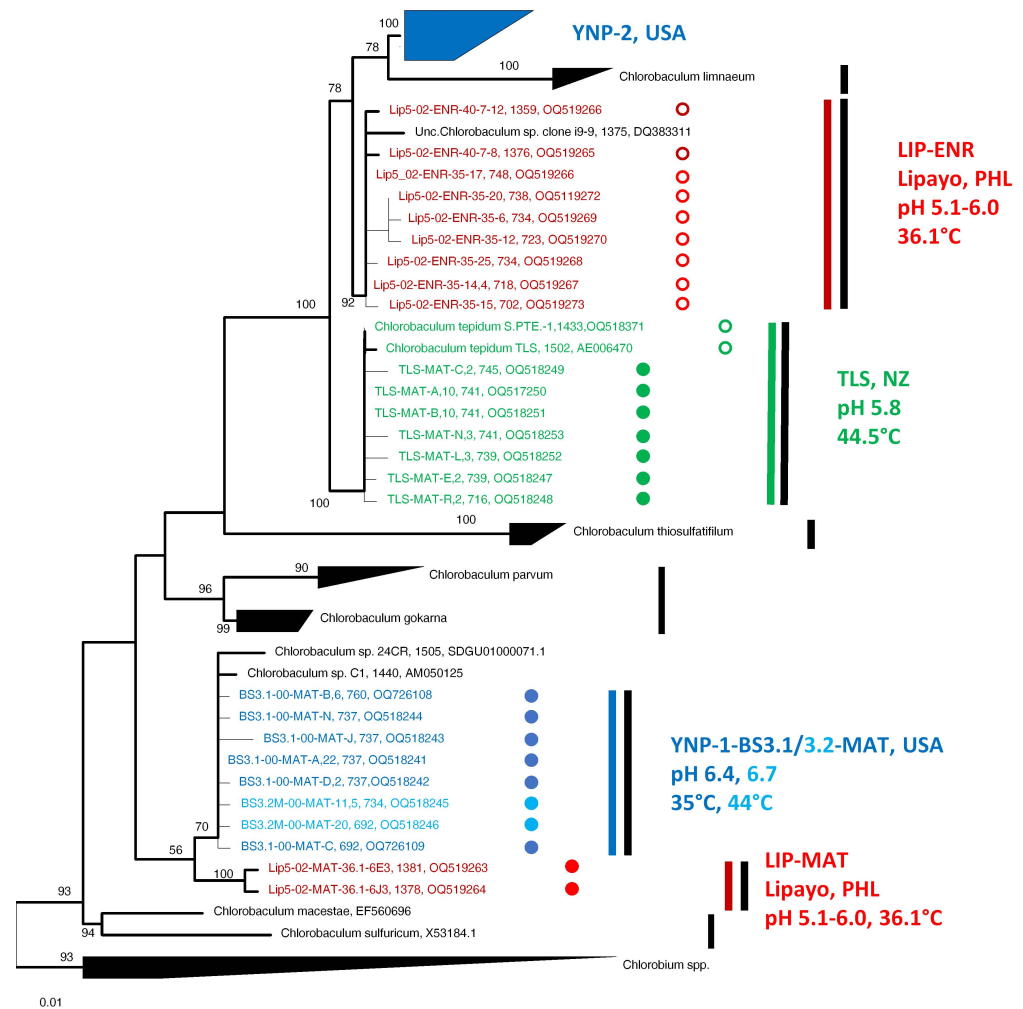 100
YNP-2, USA
78
100
Chlorobaculum limnaeum
78
Lip5-02-ENR-40-7-12, 1359, OQ519266
Unc.Chlorobaculum sp. clone i9-9, 1375, DQ383311
Lip5-02-ENR-40-7-8, 1376, OQ519265
Lip5_02-ENR-35-17, 748, OQ519266
Lip5-02-ENR-35-20, 738, OQ5119272
Lip5-02-ENR-35-6, 734, OQ519269
Lip5-02-ENR-35-12, 723, OQ519270
Lip5-02-ENR-35-25, 734, OQ519268
Lip5-02-ENR-35-14,4, 718, OQ519267
Lip5-02-ENR-35-15, 702, OQ519273
LIP-ENR
Lipayo, PHL
pH 5.1-6.0
36.1°C
100
92
Chlorobaculum tepidum S.PTE.-1,1433,OQ518371
Chlorobaculum tepidum TLS, 1502, AE006470
TLS-MAT-C,2, 745, OQ518249
TLS-MAT-A,10, 741, OQ517250
TLS-MAT-B,10, 741, OQ518251
TLS-MAT-N,3, 741, OQ518253
TLS-MAT-L,3, 739, OQ518252
TLS-MAT-E,2, 739, OQ518247
TLS-MAT-R,2, 716, OQ518248
TLS, NZ
pH 5.8
44.5°C
100
100
Chlorobaculum thiosulfatifilum
90
Chlorobaculum parvum
96
Chlorobaculum gokarna
99
Chlorobaculum sp. 24CR, 1505, SDGU01000071.1
Chlorobaculum sp. C1, 1440, AM050125
BS3.1-00-MAT-B,6, 760, OQ726108
BS3.1-00-MAT-N, 737, OQ518244
BS3.1-00-MAT-J, 737, OQ518243
BS3.1-00-MAT-A,22, 737, OQ518241
BS3.1-00-MAT-D,2, 737,OQ518242
BS3.2M-00-MAT-11,5, 734, OQ518245
BS3.2M-00-MAT-20, 692, OQ518246
BS3.1-00-MAT-C, 692, OQ726109
YNP-1-BS3.1/3.2-MAT, USA
pH 6.4, 6.7
35°C, 44°C
70
56
100
Lip5-02-MAT-36.1-6E3, 1381, OQ519263
Lip5-02-MAT-36.1-6J3, 1378, OQ519264
LIP-MAT
Lipayo, PHL
pH 5.1-6.0, 36.1°C
93
Chlorobaculum macestae, EF560696
94
Chlorobaculum sulfuricum, X53184.1
93
Chlorobium spp.
0.01